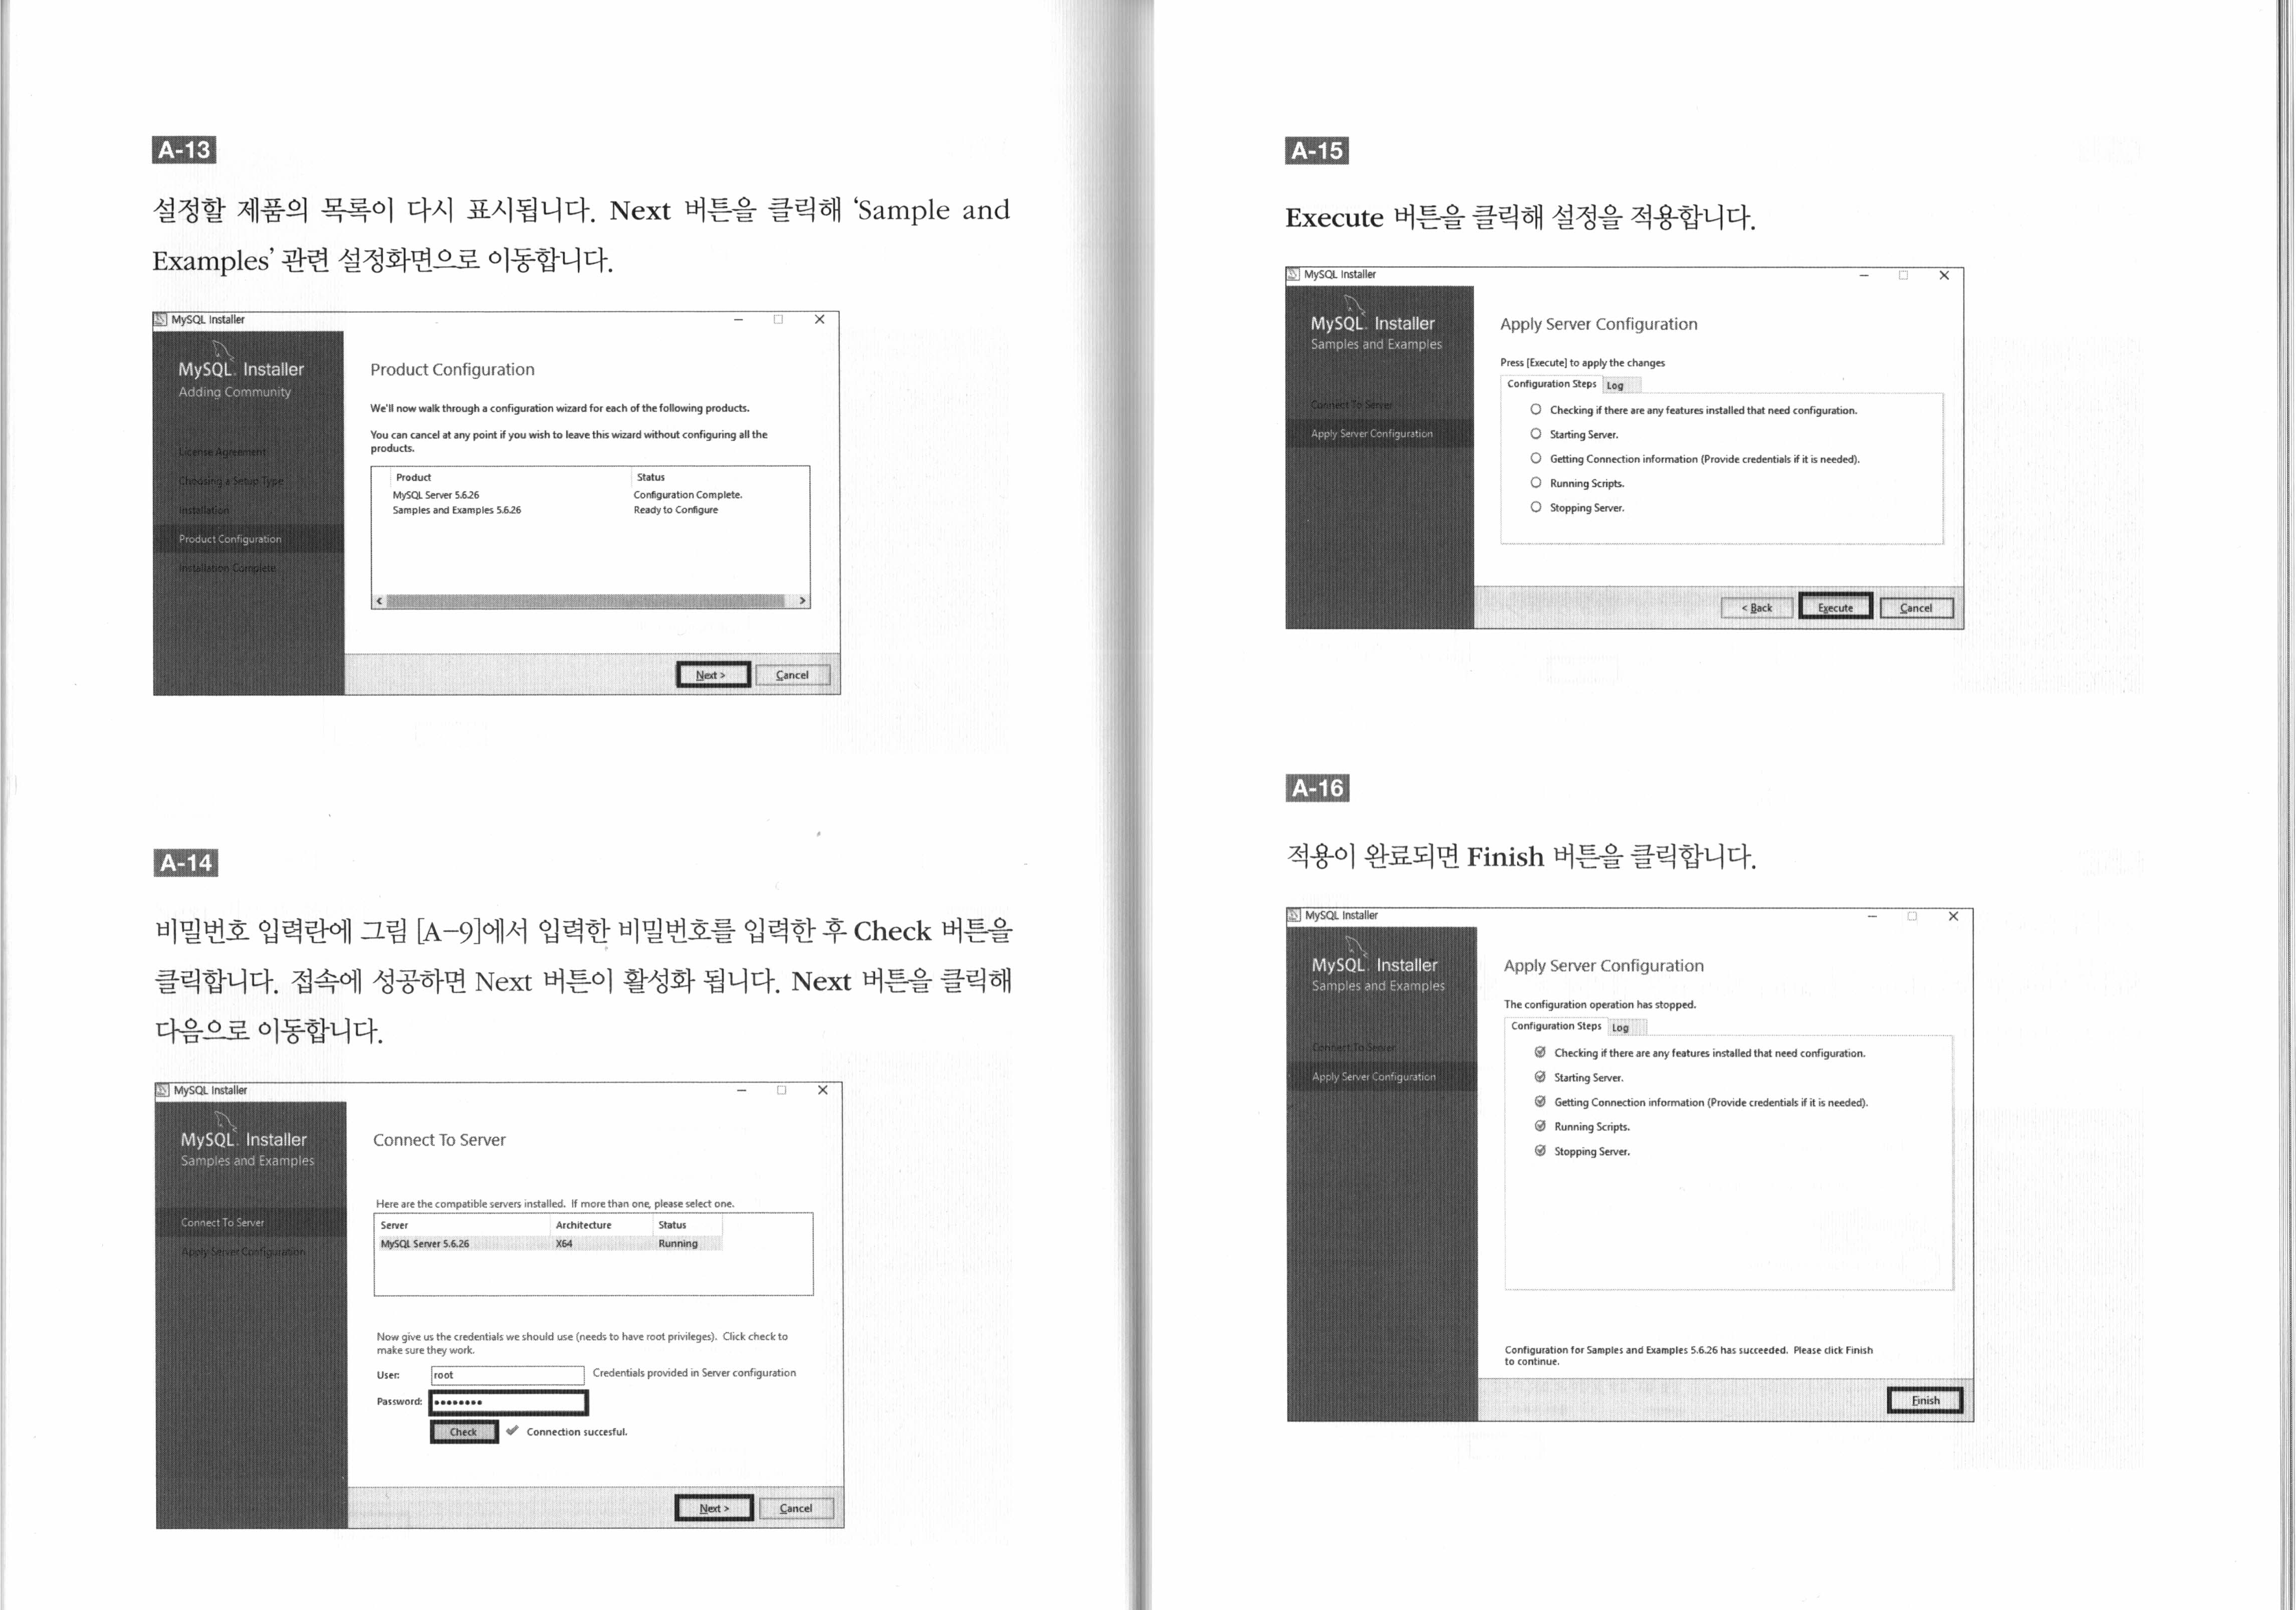 A-13
설정할 제품의 목록이 다시 표시됩니다. Next 버튼을 클릭해 ‘Sample and
Examples’ 관련 설정화면으로 이동합니다.
MySQL Installer
MySQL. Installer
Adding Community
License Agreement
Choosing a Setup Type
Installation
Product Configuration
Installation Complete
Product Configuration
We'll now walk through a configuration wizard for each of the following products.
You can cancel at any point if you wish to leave this wizard without configuring all the
products.
Product Status
MySQL Server 5.6.26 Configuration Complete.
Samples and Examples 5.6.26 Ready to Configure
Next > Cancel
A-14
비밀번호 입력란에 그림 [A-9]에서 입력한 비밀번호를 입력한 후 Check 버튼을
클릭합니다. 접속에 성공하면 Next 버튼이 활성화 됩니다. Next 버튼을 클릭해
다음으로 이동합니다.
MySQL Installer
MySQL. Installer
Samples and Examples
Connect To Server
Apply Server Configuration
Connect To Server
Here are the compatible servers installed. If more than one, please select one.
Server Architecture Status
MySQL Server 5.6.26 X64 Running
Now give us the credentials we should use (needs to have root privileges). Click check to
make sure they work.
User: root Credentials provided in Server configuration
Password: ••••••••
Check Connection succesful.
Next > Cancel
A-15
Execute 버튼을 클릭해 설정을 적용합니다.
MySQL Installer
MySQL. Installer
Samples and Examples
Connect To Server
Apply Server Configuration
Apply Server Configuration
Press [Execute] to apply the changes
Configuration Steps Log
Checking if there are any features installed that need configuration.
Starting Server.
Getting Connection information (Provide credentials if it is needed).
Running Scripts.
Stopping Server.
< Back Execute Cancel
A-16
적용이 완료되면 Finish 버튼을 클릭합니다.
MySQL Installer
MySQL. Installer
Samples and Examples
Connect To Server
Apply Server Configuration
Apply Server Configuration
The configuration operation has stopped.
Configuration Steps Log
Checking if there are any features installed that need configuration.
Starting Server.
Getting Connection information (Provide credentials if it is needed).
Running Scripts.
Stopping Server.
Configuration for Samples and Examples 5.6.26 has succeeded. Please click Finish
to continue.
Finish